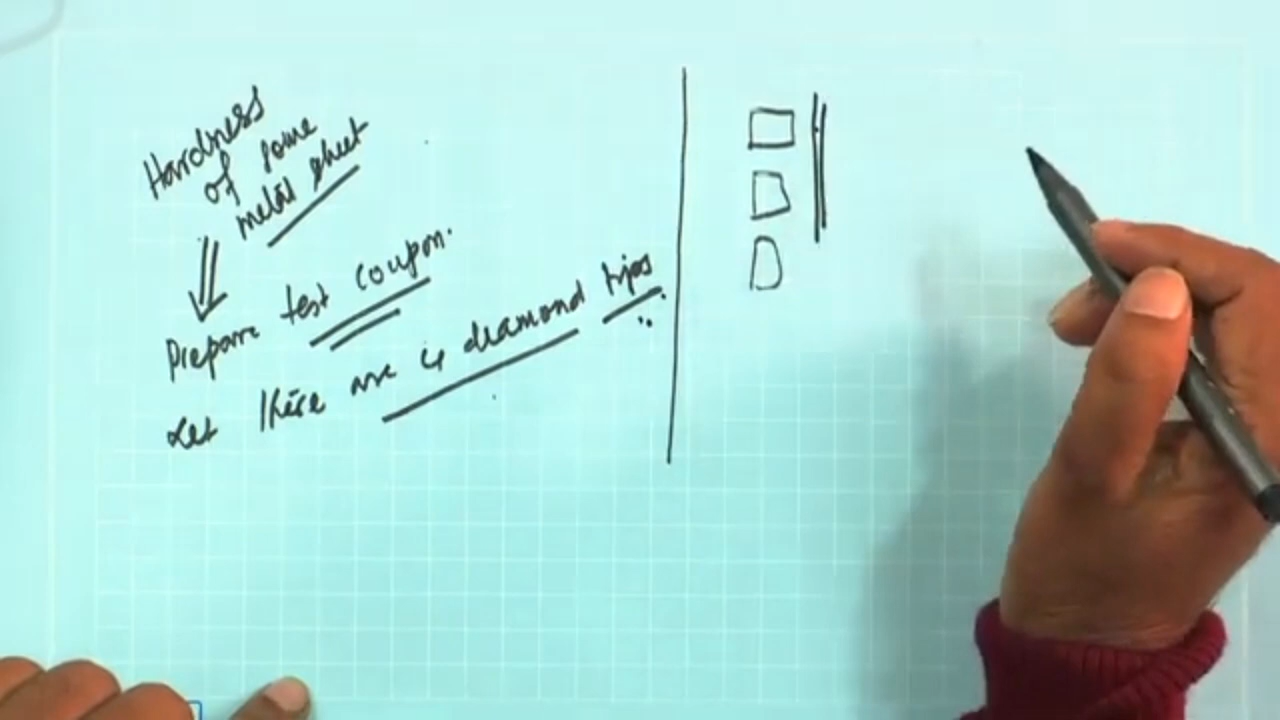 Hardness
of some
metal sheet
Prepare test coupon.
Let there are 4 diamond tips